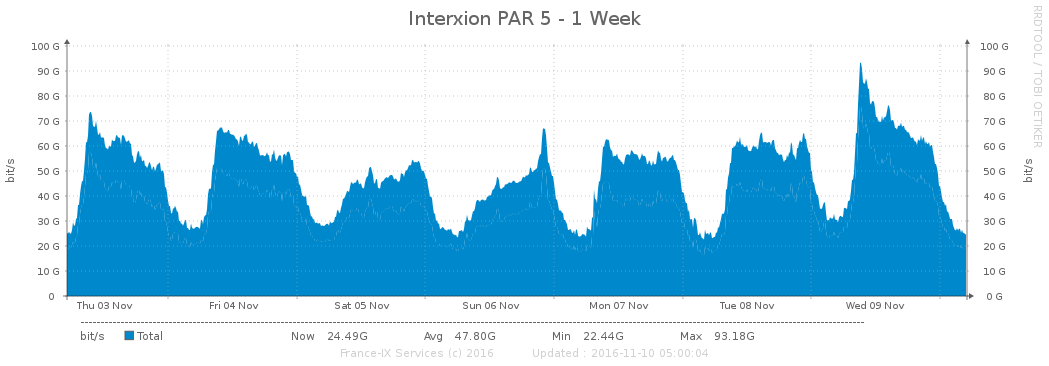 Interxion PAR 5 - 1 Week
RRDTOOL / TOBI OETIKER
bit/s
bit/s
100 G 100 G
90 G 90 G
80 G 80 G
70 G 70 G
60 G 60 G
50 G 50 G
40 G 40 G
30 G 30 G
20 G 20 G
10 G 10 G
0 0 G
Thu 03 Nov Fri 04 Nov Sat 05 Nov Sun 06 Nov Mon 07 Nov Tue 08 Nov Wed 09 Nov
bit/s Total Now 24.49G Avg 47.80G Min 22.44G Max 93.18G
France-IX Services (c) 2016 Updated : 2016-11-10 05:00:04